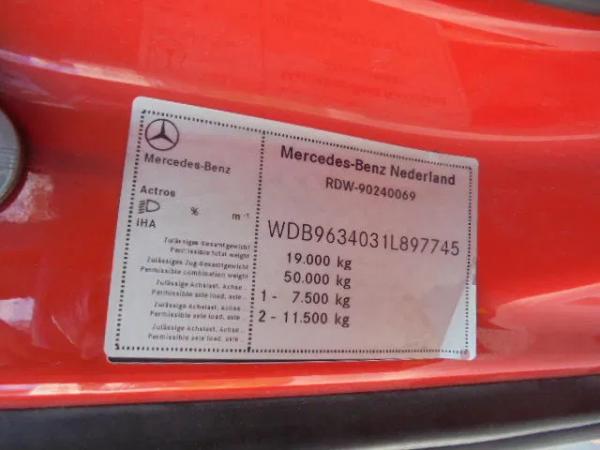 Mercedes-Benz
Actros
% m⁻¹
IHA
Zulässiges Gesamtgewicht
Permissible total weight
Zulässiges Zug-Gesamtgewicht
Permissible combination weight
Zulässige Achslast, Achse...
Permissible axle load, axle...
Zulässige Achslast, Achse...
Permissible axle load, axle...
Mercedes-Benz Nederland
RDW-90240069
WDB9634031L897745
19.000 kg
50.000 kg
1 - 7.500 kg
2 - 11.500 kg